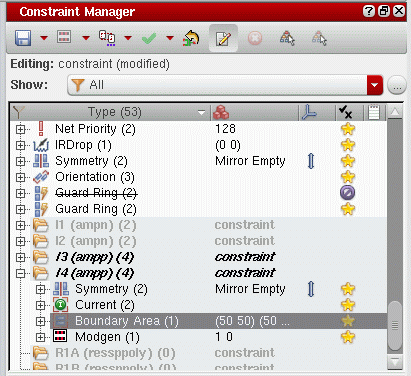 Constraint Manager
Editing: constraint (modified)
Show: All ...
Type (53)
Net Priority (2) 128
IRDrop (1) (0 0)
Symmetry (2) Mirror Empty
Orientation (3)
Guard Ring (2)
Guard Ring (2)
I1 (ampn) (2) constraint
I2 (ampn) (2) constraint
I3 (ampp) (4) constraint
I4 (ampp) (4) constraint
Symmetry (2) Mirror Empty
Current (2)
Boundary Area (1) (50 50) (50 ...
Modgen (1) 1 0
R1A (ressppoly) (0) constraint
R1B (ressppoly) (0) constraint